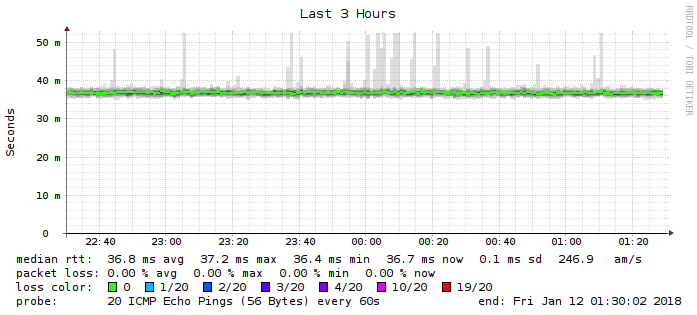 Last 3 Hours
RRDTOOL / TOBI OETIKER
Seconds
50 m
40 m
30 m
20 m
10 m
0
22:40 23:00 23:20 23:40 00:00 00:20 00:40 01:00 01:20
median rtt: 36.8 ms avg 37.2 ms max 36.4 ms min 36.7 ms now 0.1 ms sd 246.9 am/s
packet loss: 0.00 % avg 0.00 % max 0.00 % min 0.00 % now
loss color: 0 1/20 2/20 3/20 4/20 10/20 19/20
probe: 20 ICMP Echo Pings (56 Bytes) every 60s end: Fri Jan 12 01:30:02 2018